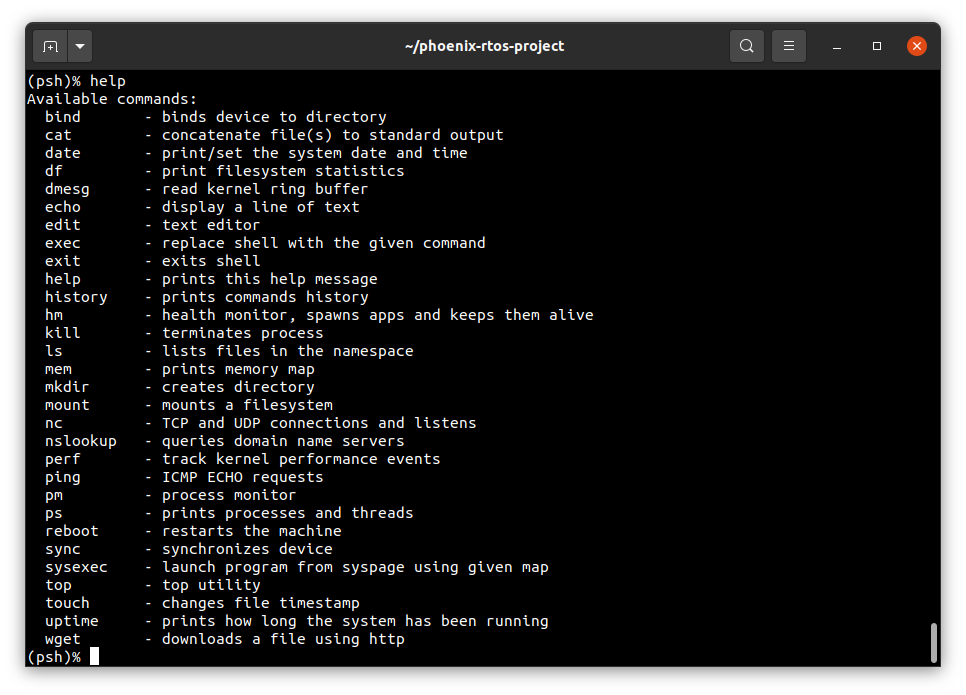 ~/phoenix-rtos-project
(psh)% help
Available commands:
  bind       - binds device to directory
  cat        - concatenate file(s) to standard output
  date       - print/set the system date and time
  df         - print filesystem statistics
  dmesg      - read kernel ring buffer
  echo       - display a line of text
  edit       - text editor
  exec       - replace shell with the given command
  exit       - exits shell
  help       - prints this help message
  history    - prints commands history
  hm         - health monitor, spawns apps and keeps them alive
  kill       - terminates process
  ls         - lists files in the namespace
  mem        - prints memory map
  mkdir      - creates directory
  mount      - mounts a filesystem
  nc         - TCP and UDP connections and listens
  nslookup   - queries domain name servers
  perf       - track kernel performance events
  ping       - ICMP ECHO requests
  pm         - process monitor
  ps         - prints processes and threads
  reboot     - restarts the machine
  sync       - synchronizes device
  sysexec    - launch program from syspage using given map
  top        - top utility
  touch      - changes file timestamp
  uptime     - prints how long the system has been running
  wget       - downloads a file using http
(psh)%